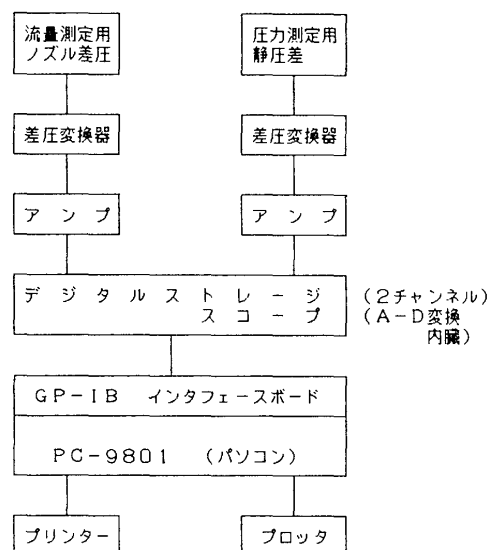 流量測定用
ノズル差圧
圧力測定用
静圧差
差圧変換器
差圧変換器
アンプ
アンプ
デジタルストレージ
スコープ
(2チャンネル)
(A-D変換
内臓)
GP-IB インタフェースボード
PC-9801 (パソコン)
プリンター
プロッタ